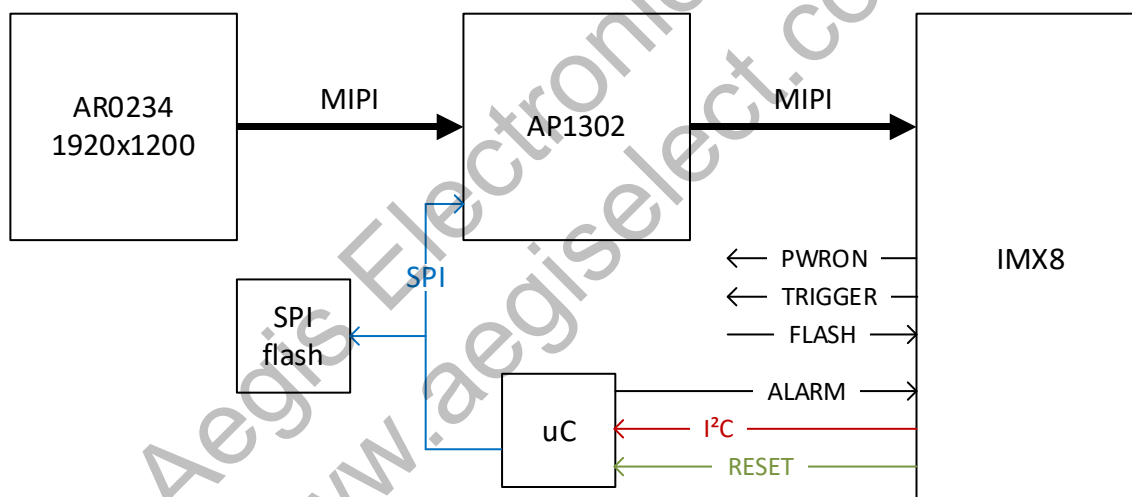 AR0234
1920x1200
MIPI
AP1302
MIPI
IMX8
PWRON
TRIGGER
FLASH
SPI
SPI
flash
uC
ALARM
I²C
RESET
Aegis Electronic
www.aegiselect.co